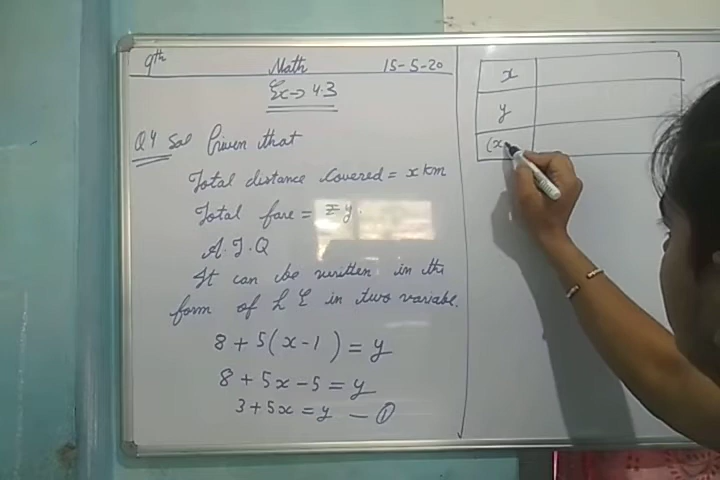 9th Math 15-5-20
Ex→ 4.3
Q4 Sol Given that
Total distance Covered = x km
Total fare = ₹ y.
A.T.Q
It can be written in the
form of L E in two variable.
8 + 5(x-1) = y
8 + 5x - 5 = y
3 + 5x = y — ①
x
y
(x